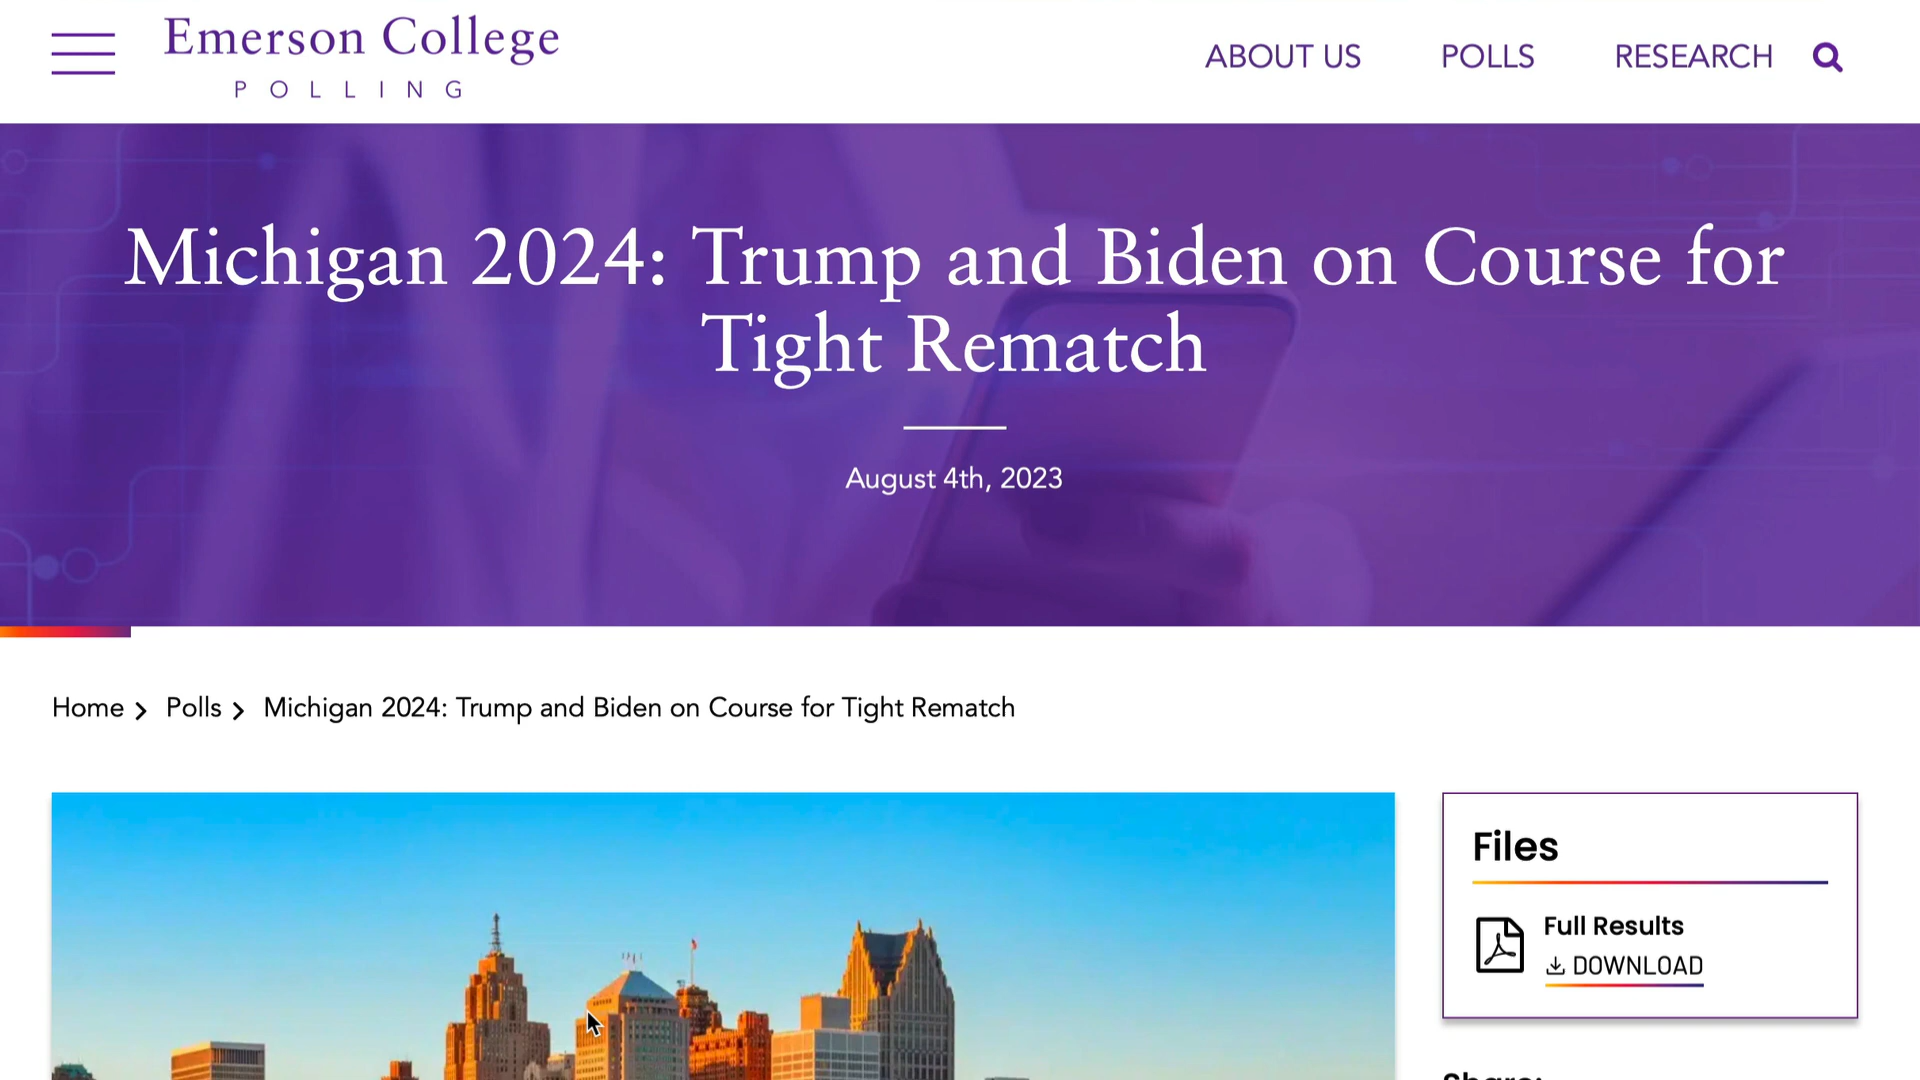 Emerson College
POLLING
ABOUT US
POLLS
RESEARCH
Michigan 2024: Trump and Biden on Course for
Tight Rematch
August 4th, 2023
Home
Polls
Michigan 2024: Trump and Biden on Course for Tight Rematch
Files
Full Results
DOWNLOAD
Share: